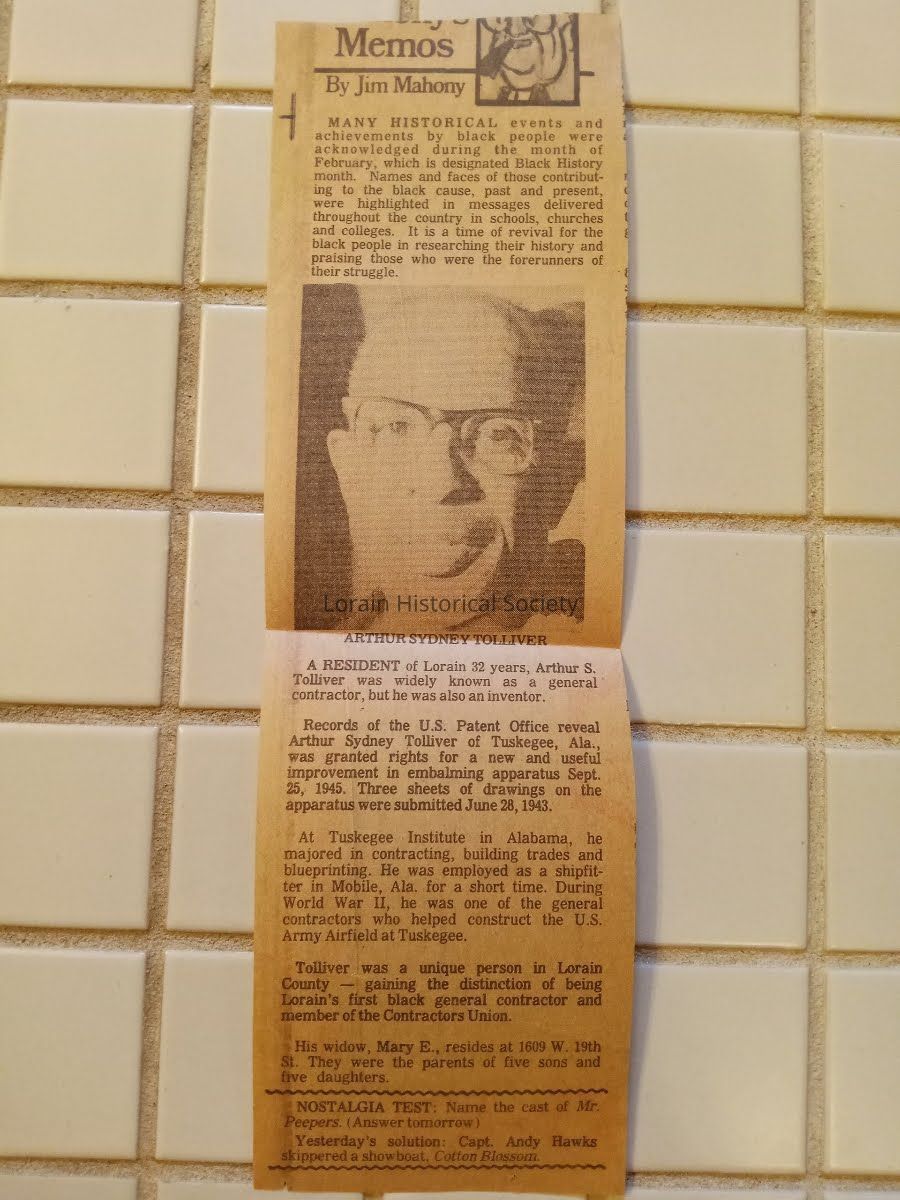 Memos
By Jim Mahony
MANY HISTORICAL events and
achievements by black people were
acknowledged during the month of
February, which is designated Black History
month. Names and faces of those contribut-
ing to the black cause, past and present,
were highlighted in messages delivered
throughout the country in schools, churches
and colleges. It is a time of revival for the
black people in researching their history and
praising those who were the forerunners of
their struggle.
Lorain Historical Society
ARTHUR SYDNEY TOLLIVER
A RESIDENT of Lorain 32 years, Arthur S.
Tolliver was widely known as a general
contractor, but he was also an inventor.
Records of the U.S. Patent Office reveal
Arthur Sydney Tolliver of Tuskegee, Ala.,
was granted rights for a new and useful
improvement in embalming apparatus Sept.
25, 1945. Three sheets of drawings on the
apparatus were submitted June 28, 1943.
At Tuskegee Institute in Alabama, he
majored in contracting, building trades and
blueprinting. He was employed as a shipfit-
ter in Mobile, Ala. for a short time. During
World War II, he was one of the general
contractors who helped construct the U.S.
Army Airfield at Tuskegee.
Tolliver was a unique person in Lorain
County — gaining the distinction of being
Lorain's first black general contractor and
member of the Contractors Union.
His widow, Mary E., resides at 1609 W. 19th
St. They were the parents of five sons and
five daughters.
NOSTALGIA TEST: Name the cast of Mr.
Peepers. (Answer tomorrow)
Yesterday's solution: Capt. Andy Hawks
skippered a showboat, Cotton Blossom.